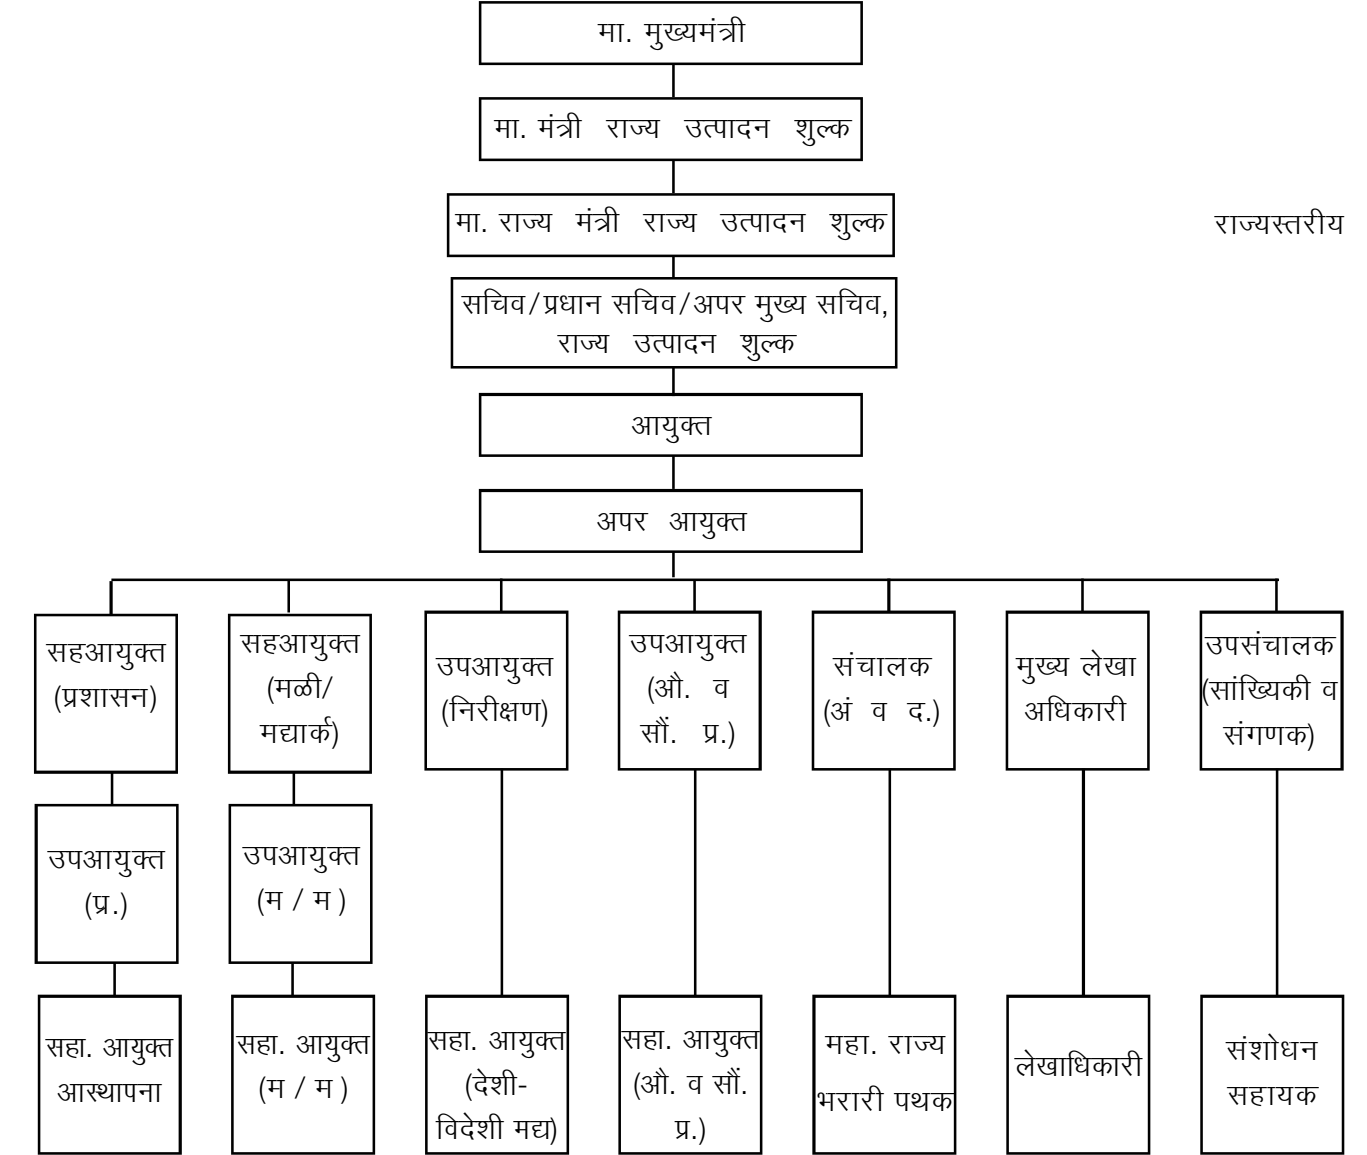 मा. मुख्यमंत्री
मा. मंत्री राज्य उत्पादन शुल्क
मा. राज्य मंत्री राज्य उत्पादन शुल्क
राज्यस्तरीय
सचिव/प्रधान सचिव/अपर मुख्य सचिव,
राज्य उत्पादन शुल्क
आयुक्त
अपर आयुक्त
सहआयुक्त
(प्रशासन)
सहआयुक्त
(मळी/
मद्यार्क)
उपआयुक्त
(निरीक्षण)
उपआयुक्त
(औ. व
सौं. प्र.)
संचालक
(अं व द.)
मुख्य लेखा
अधिकारी
उपसंचालक
(सांख्यिकी व
संगणक)
उपआयुक्त
(प्र.)
उपआयुक्त
(म / म )
सहा. आयुक्त
आस्थापना
सहा. आयुक्त
(म / म )
सहा. आयुक्त
(देशी-
विदेशी मद्य)
सहा. आयुक्त
(औ. व सौं.
प्र.)
महा. राज्य
भरारी पथक
लेखाधिकारी
संशोधन
सहायक